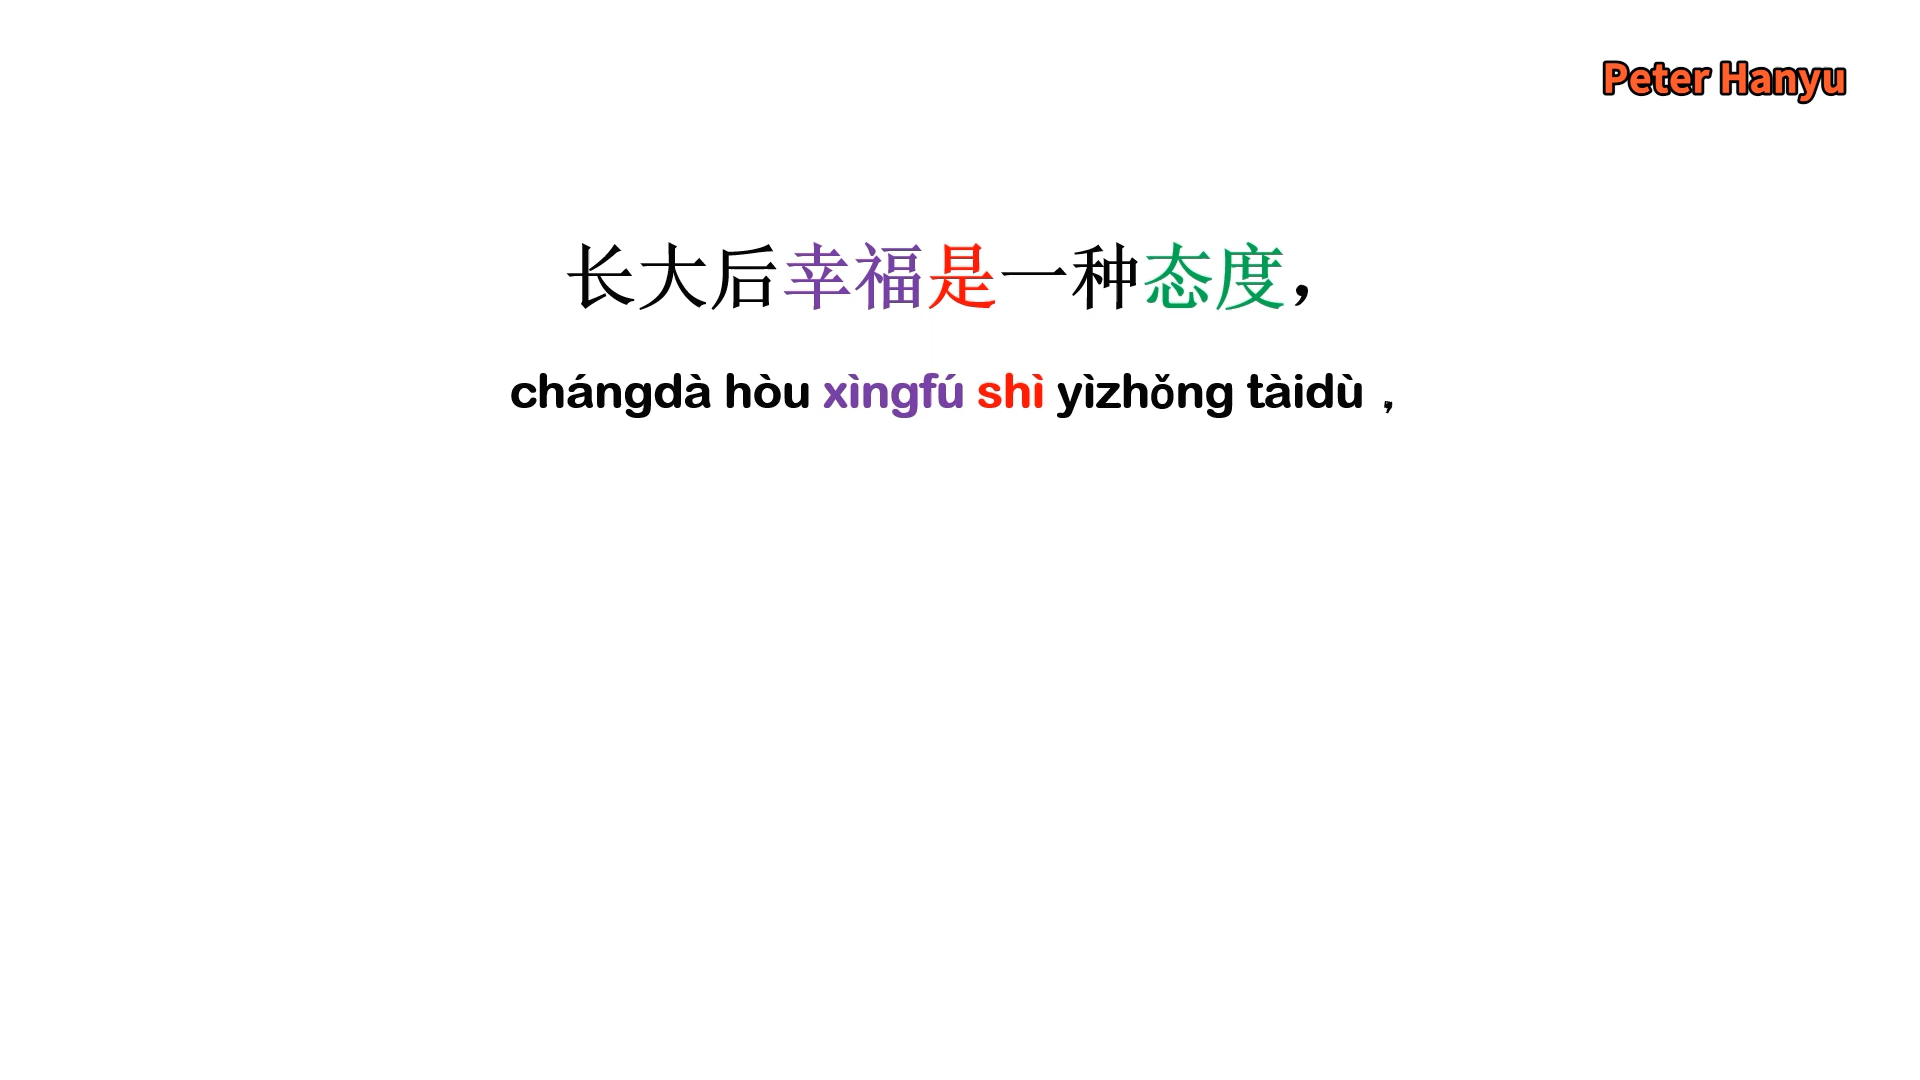 Peter Hanyu
长大后幸福是一种态度，
chángdà hòu xìngfú shì yìzhǒng tàidù，